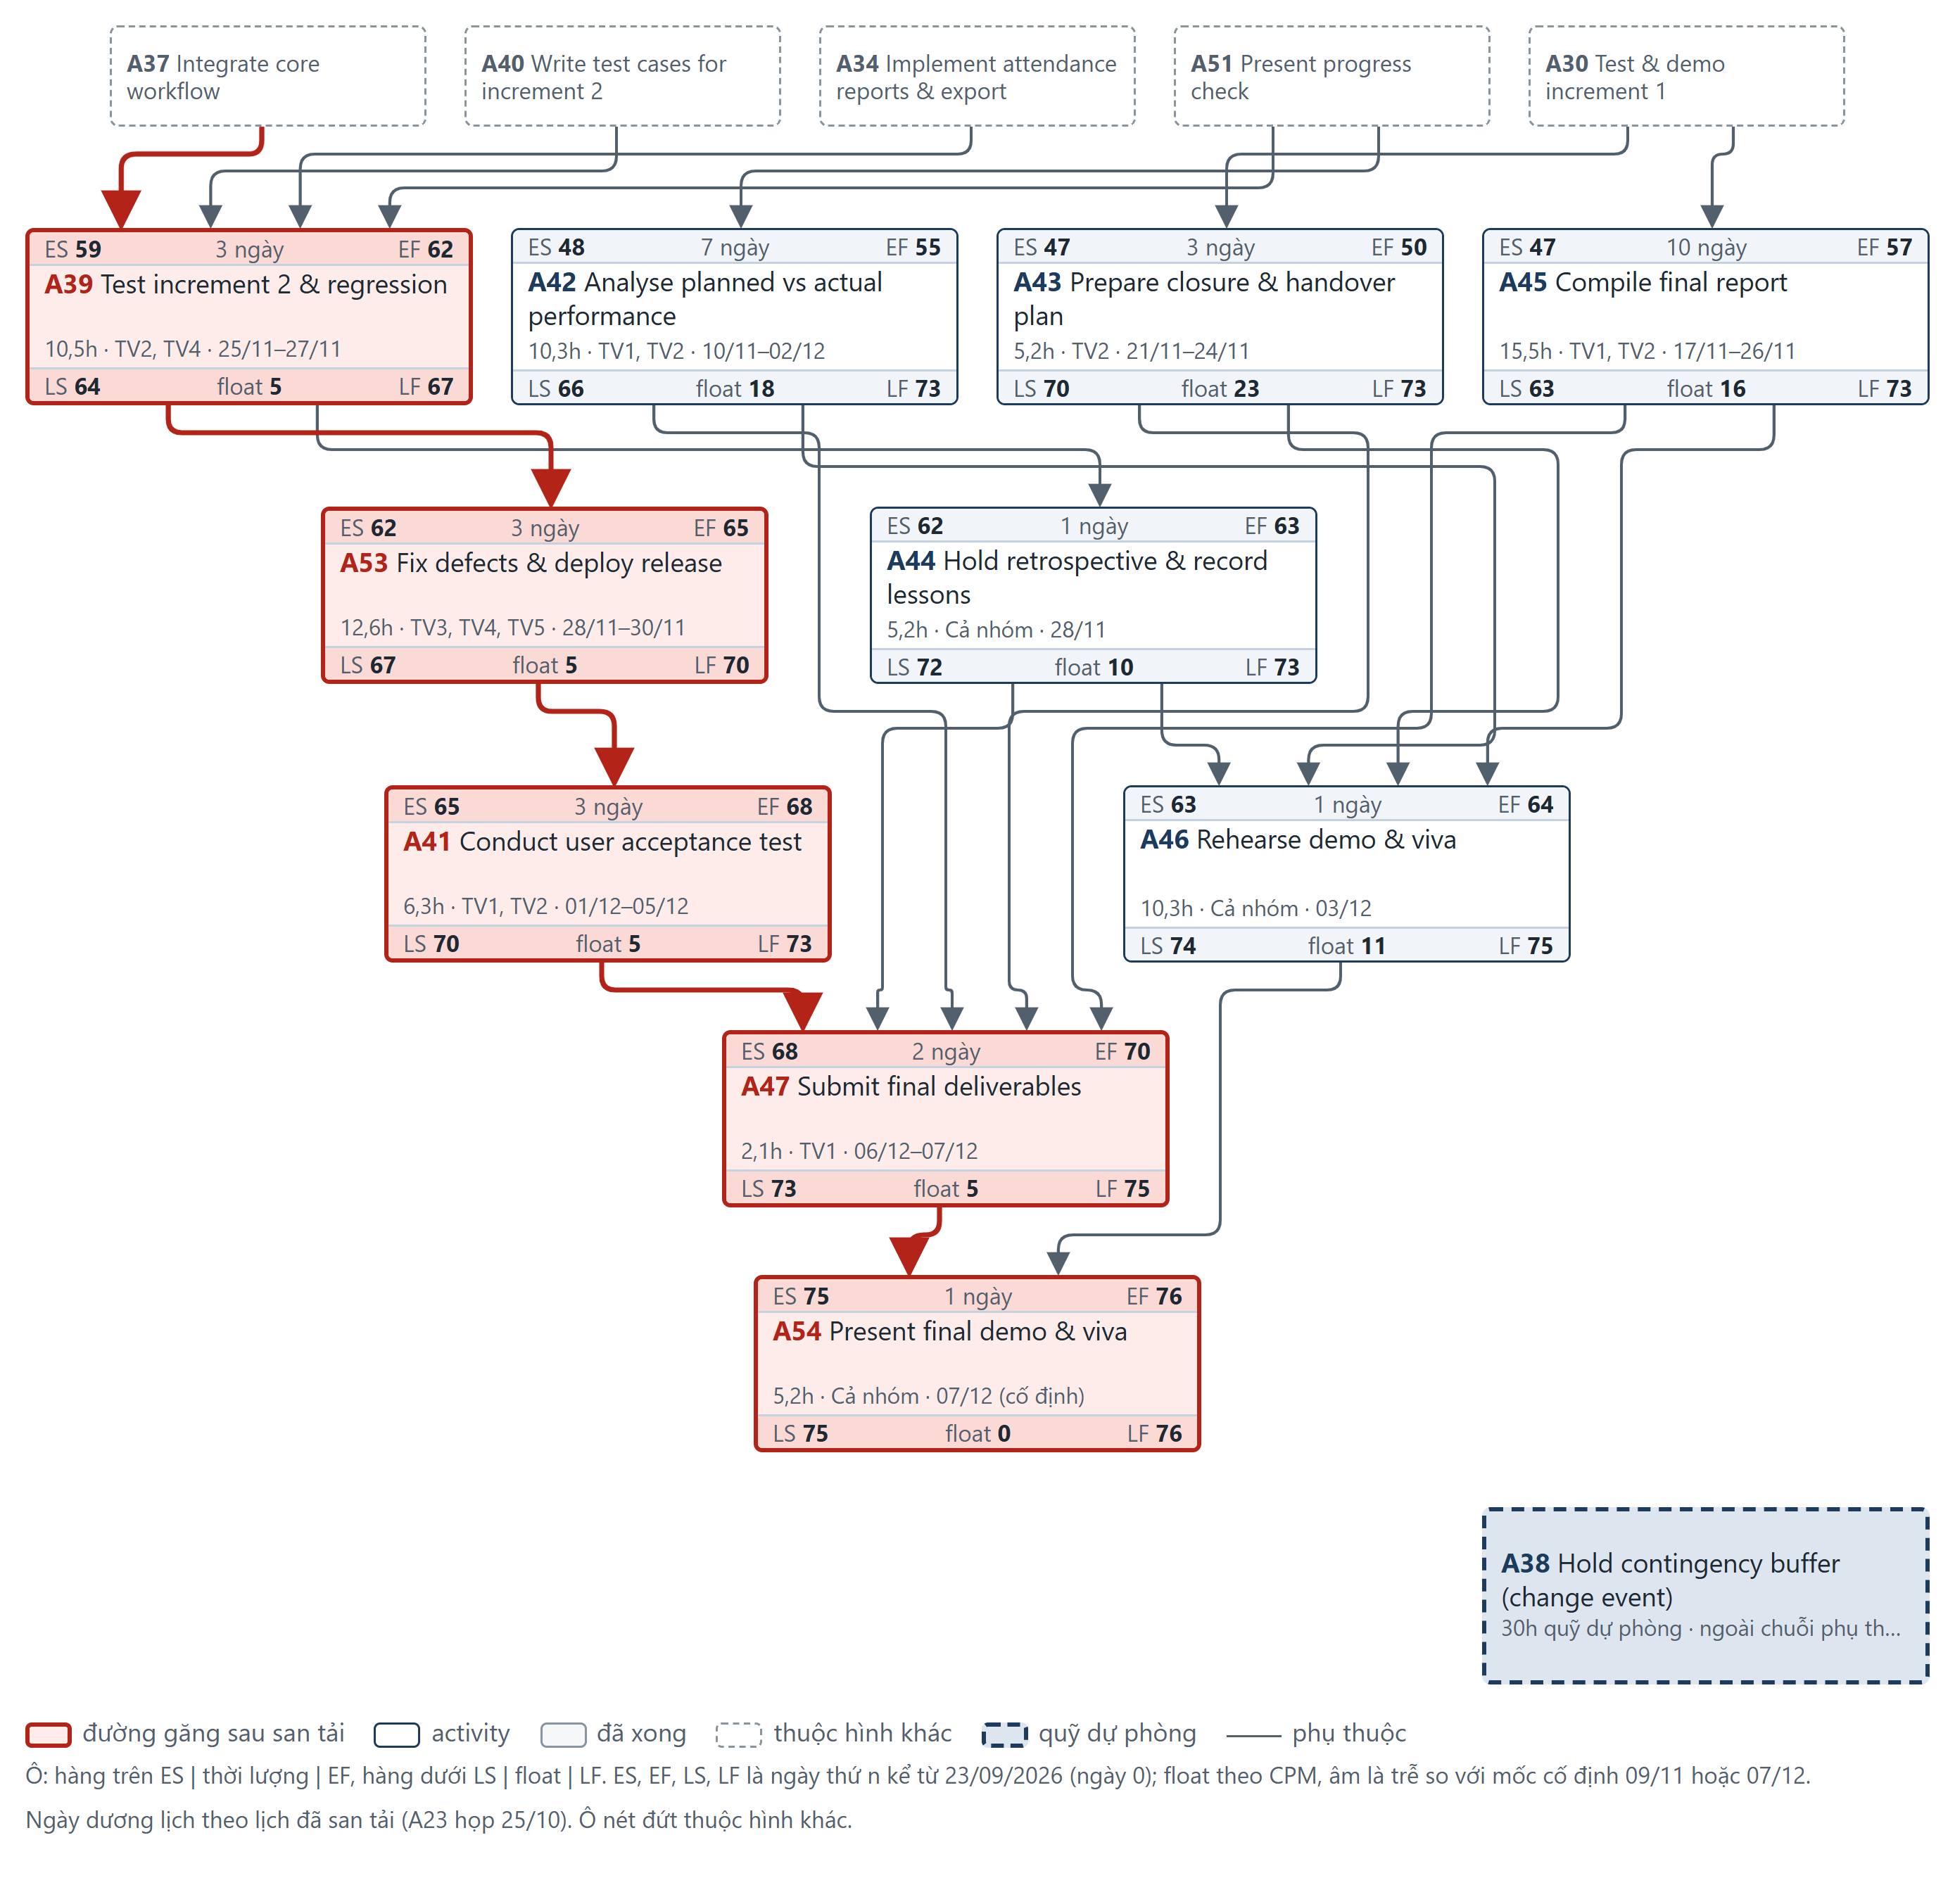 A37 Integrate core
workflow
A40 Write test cases for
increment 2
A34 Implement attendance
reports & export
A51 Present progress
check
A30 Test & demo
increment 1
ES 59 3 ngày EF 62
A39 Test increment 2 & regression
10,5h · TV2, TV4 · 25/11–27/11
LS 64 float 5 LF 67
ES 48 7 ngày EF 55
A42 Analyse planned vs actual
performance
10,3h · TV1, TV2 · 10/11–02/12
LS 66 float 18 LF 73
ES 47 3 ngày EF 50
A43 Prepare closure & handover
plan
5,2h · TV2 · 21/11–24/11
LS 70 float 23 LF 73
ES 47 10 ngày EF 57
A45 Compile final report
15,5h · TV1, TV2 · 17/11–26/11
LS 63 float 16 LF 73
ES 62 3 ngày EF 65
A53 Fix defects & deploy release
12,6h · TV3, TV4, TV5 · 28/11–30/11
LS 67 float 5 LF 70
ES 62 1 ngày EF 63
A44 Hold retrospective & record
lessons
5,2h · Cả nhóm · 28/11
LS 72 float 10 LF 73
ES 65 3 ngày EF 68
A41 Conduct user acceptance test
6,3h · TV1, TV2 · 01/12–05/12
LS 70 float 5 LF 73
ES 63 1 ngày EF 64
A46 Rehearse demo & viva
10,3h · Cả nhóm · 03/12
LS 74 float 11 LF 75
ES 68 2 ngày EF 70
A47 Submit final deliverables
2,1h · TV1 · 06/12–07/12
LS 73 float 5 LF 75
ES 75 1 ngày EF 76
A54 Present final demo & viva
5,2h · Cả nhóm · 07/12 (cố định)
LS 75 float 0 LF 76
A38 Hold contingency buffer
(change event)
30h quỹ dự phòng · ngoài chuỗi phụ th...
đường găng sau san tải activity đã xong thuộc hình khác quỹ dự phòng phụ thuộc
Ô: hàng trên ES | thời lượng | EF, hàng dưới LS | float | LF. ES, EF, LS, LF là ngày thứ n kể từ 23/09/2026 (ngày 0); float theo CPM, âm là trễ so với mốc cố định 09/11 hoặc 07/12.
Ngày dương lịch theo lịch đã san tải (A23 họp 25/10). Ô nét đứt thuộc hình khác.